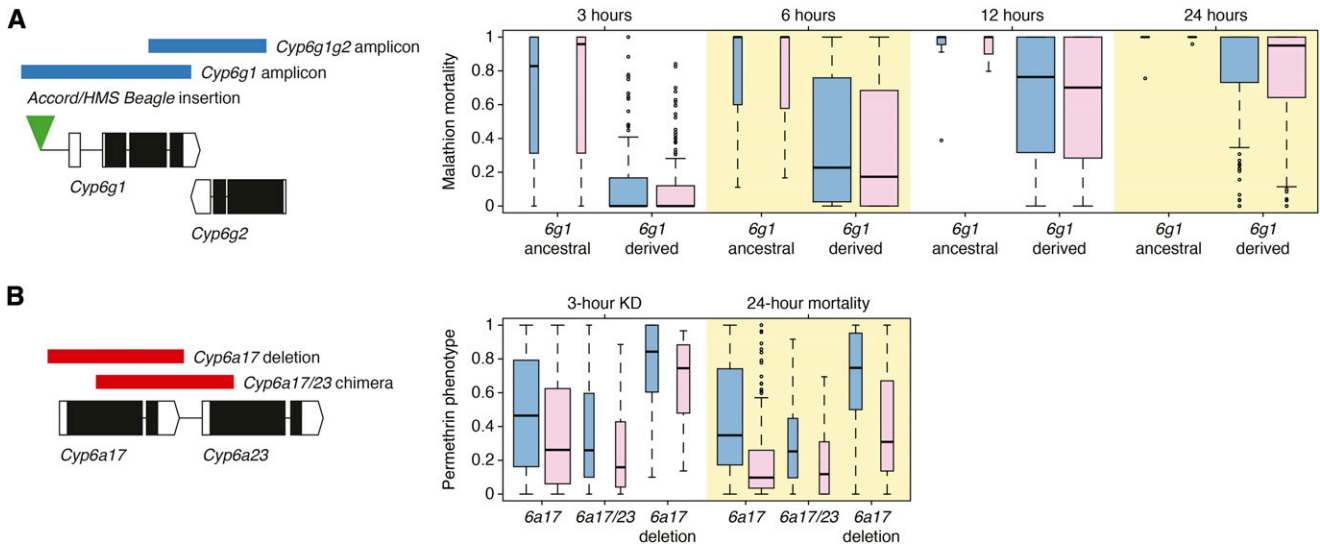 A
Cyp6g1g2 amplicon
Cyp6g1 amplicon
Accord/HMS Beagle insertion
Cyp6g1
Cyp6g2
3 hours
6 hours
12 hours
24 hours
Malathion mortality
1
0.8
0.6
0.4
0.2
0
6g1
ancestral
6g1
derived
6g1
ancestral
6g1
derived
6g1
ancestral
6g1
derived
6g1
ancestral
6g1
derived
B
Cyp6a17 deletion
Cyp6a17/23 chimera
Cyp6a17
Cyp6a23
3-hour KD
24-hour mortality
Permethrin phenotype
1
0.8
0.6
0.4
0.2
0
6a17
6a17/23
6a17
deletion
6a17
6a17/23
6a17
deletion